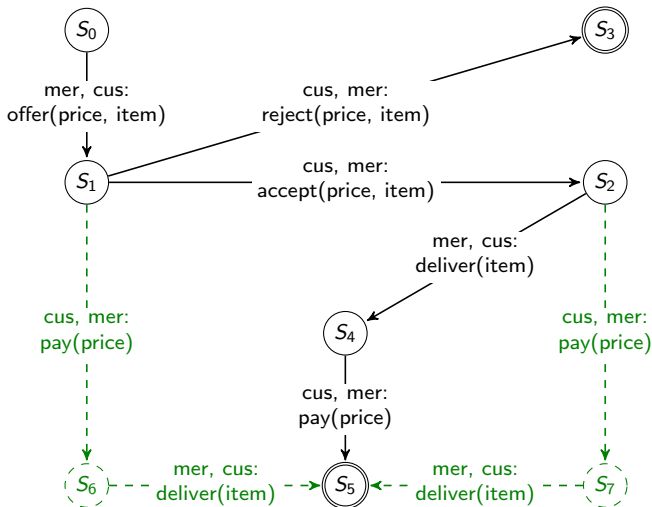 S0
S3
mer, cus:
offer(price, item)
cus, mer:
reject(price, item)
S1
cus, mer:
accept(price, item)
S2
mer, cus:
deliver(item)
cus, mer:
pay(price)
cus, mer:
pay(price)
S4
cus, mer:
pay(price)
S6
mer, cus:
deliver(item)
S5
mer, cus:
deliver(item)
S7